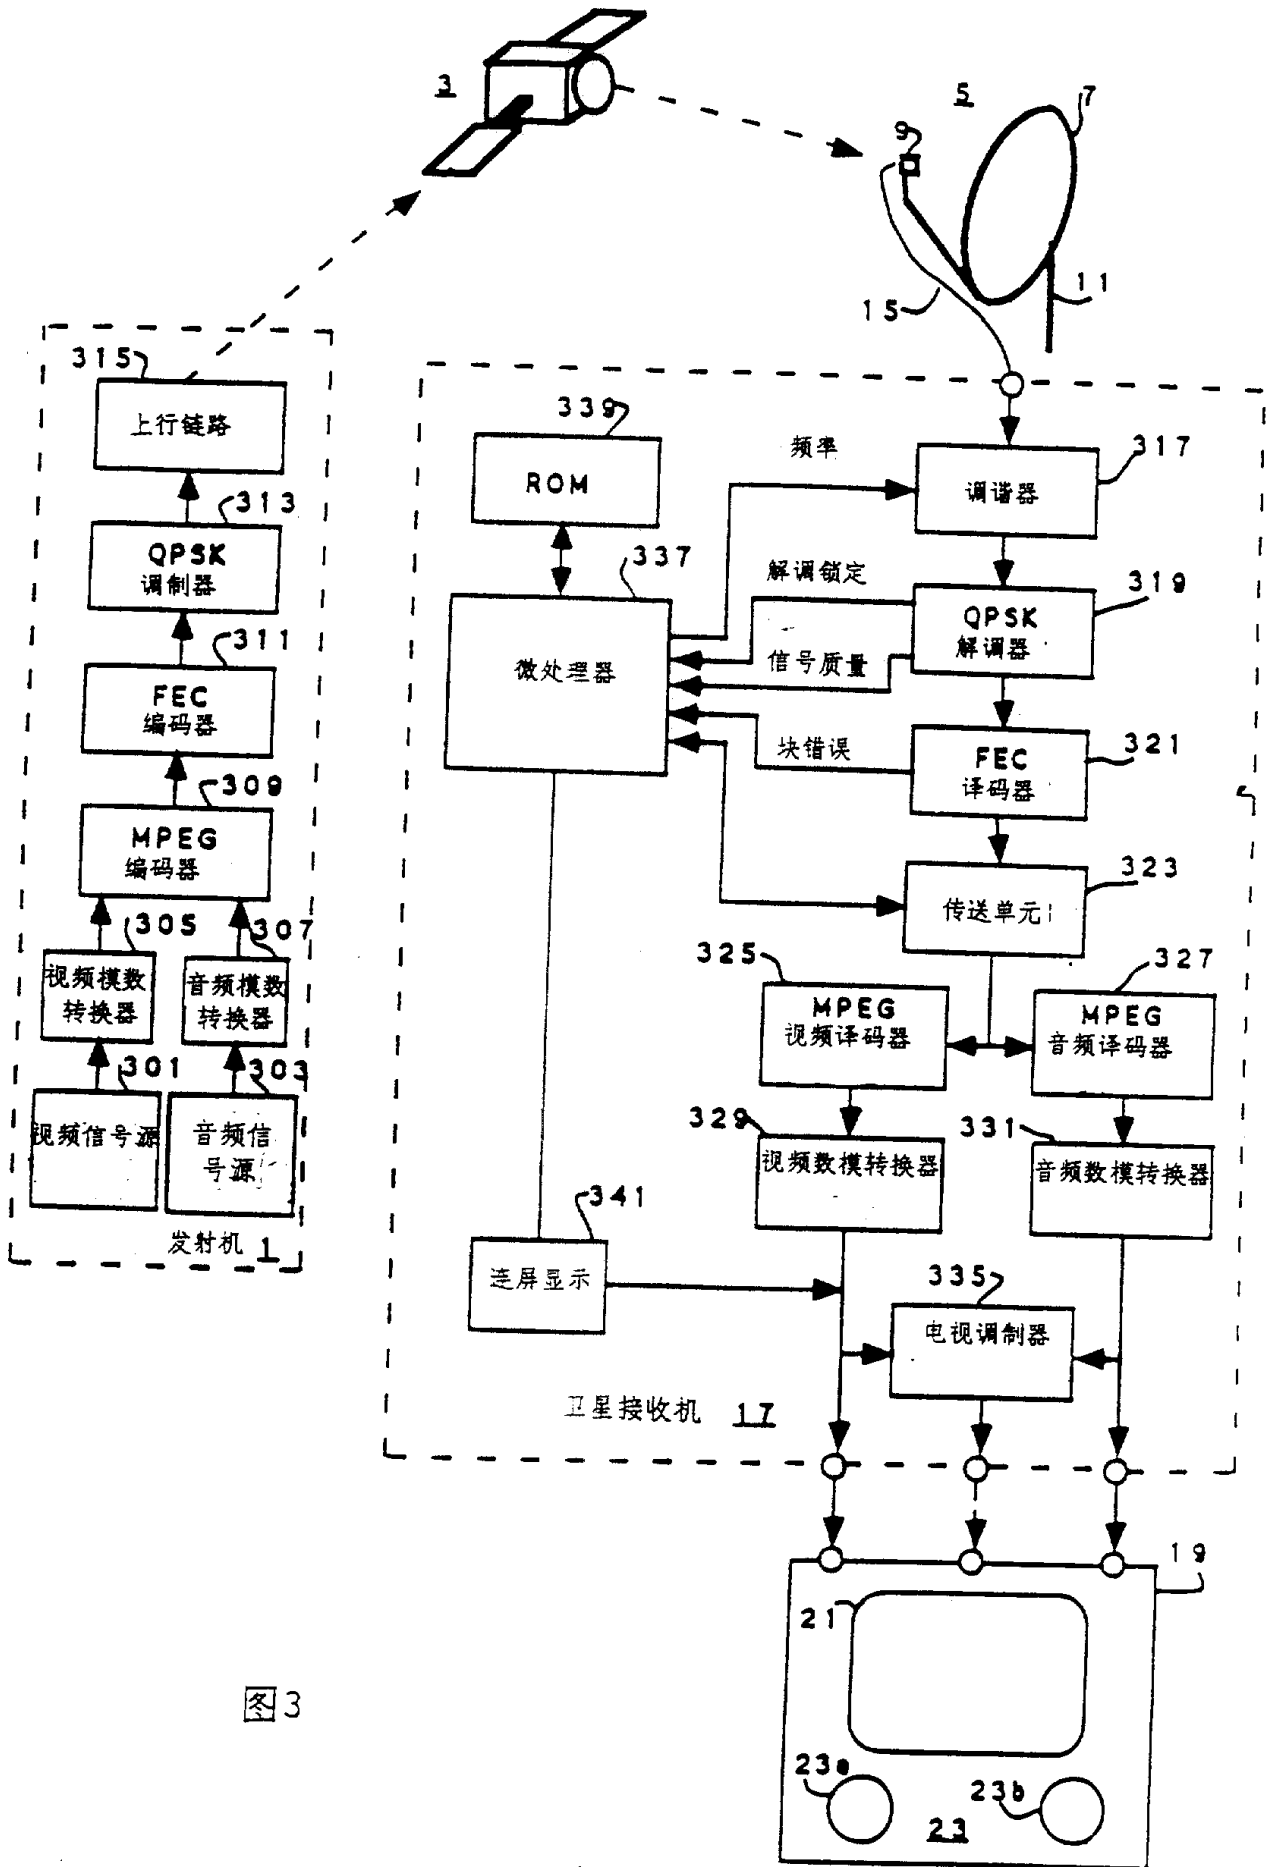 3
5
7
9
11
15
315
上行链路
313
QPSK
调制器
311
FEC
编码器
309
MPEG
编码器
305
307
视频模数
转换器
音频模数
转换器
301
303
视频信号源
音频信
号源
发射机 1
339
ROM
337
微处理器
频率
解调锁定
信号质量
块错误
317
调谐器
319
QPSK
解调器
321
FEC
译码器
323
传送单元
325
MPEG
视频译码器
327
MPEG
音频译码器
329
视频数模转换器
331
音频数模转换器
341
连屏显示
335
电视调制器
卫星接收机 17
19
21
23a
23b
23
图3